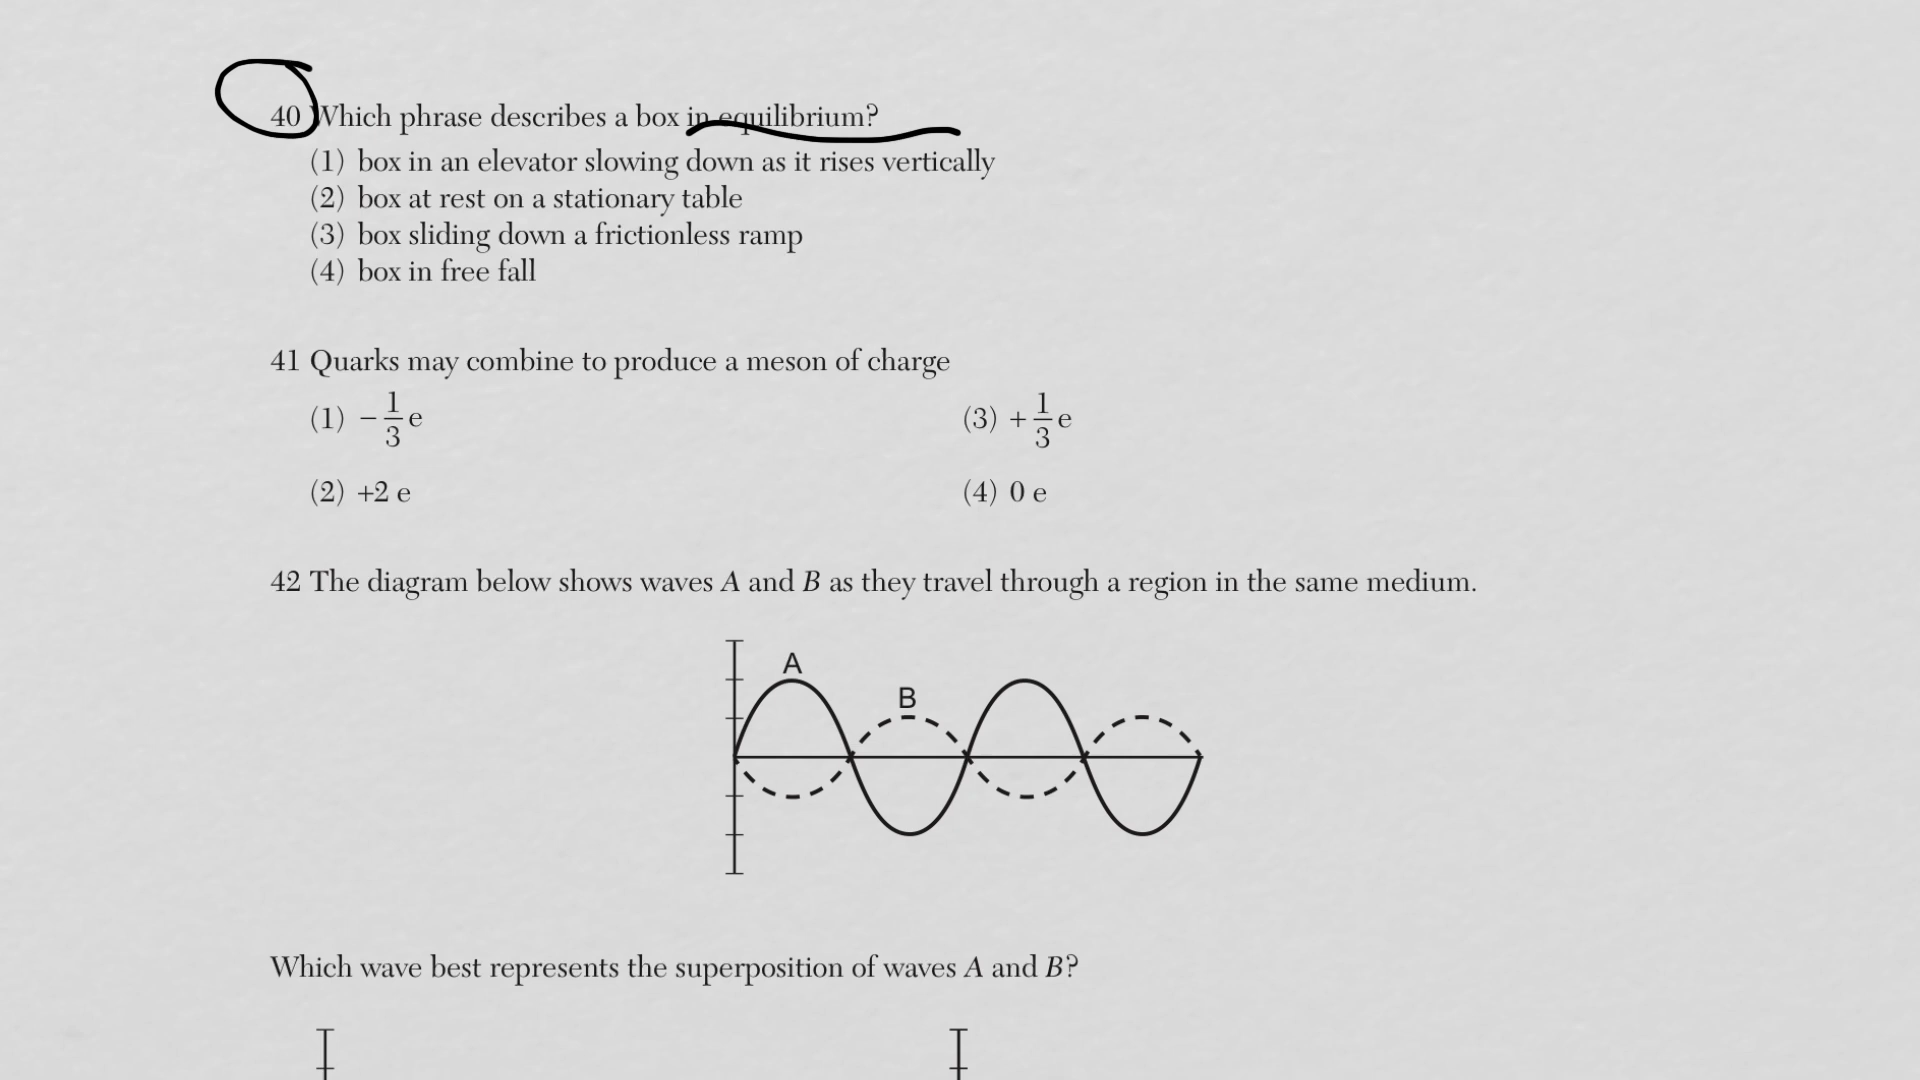 40 Which phrase describes a box in equilibrium?
(1) box in an elevator slowing down as it rises vertically
(2) box at rest on a stationary table
(3) box sliding down a frictionless ramp
(4) box in free fall
41 Quarks may combine to produce a meson of charge
(1) −1/3 e
(3) +1/3 e
(2) +2 e
(4) 0 e
42 The diagram below shows waves A and B as they travel through a region in the same medium.
A
B
Which wave best represents the superposition of waves A and B?